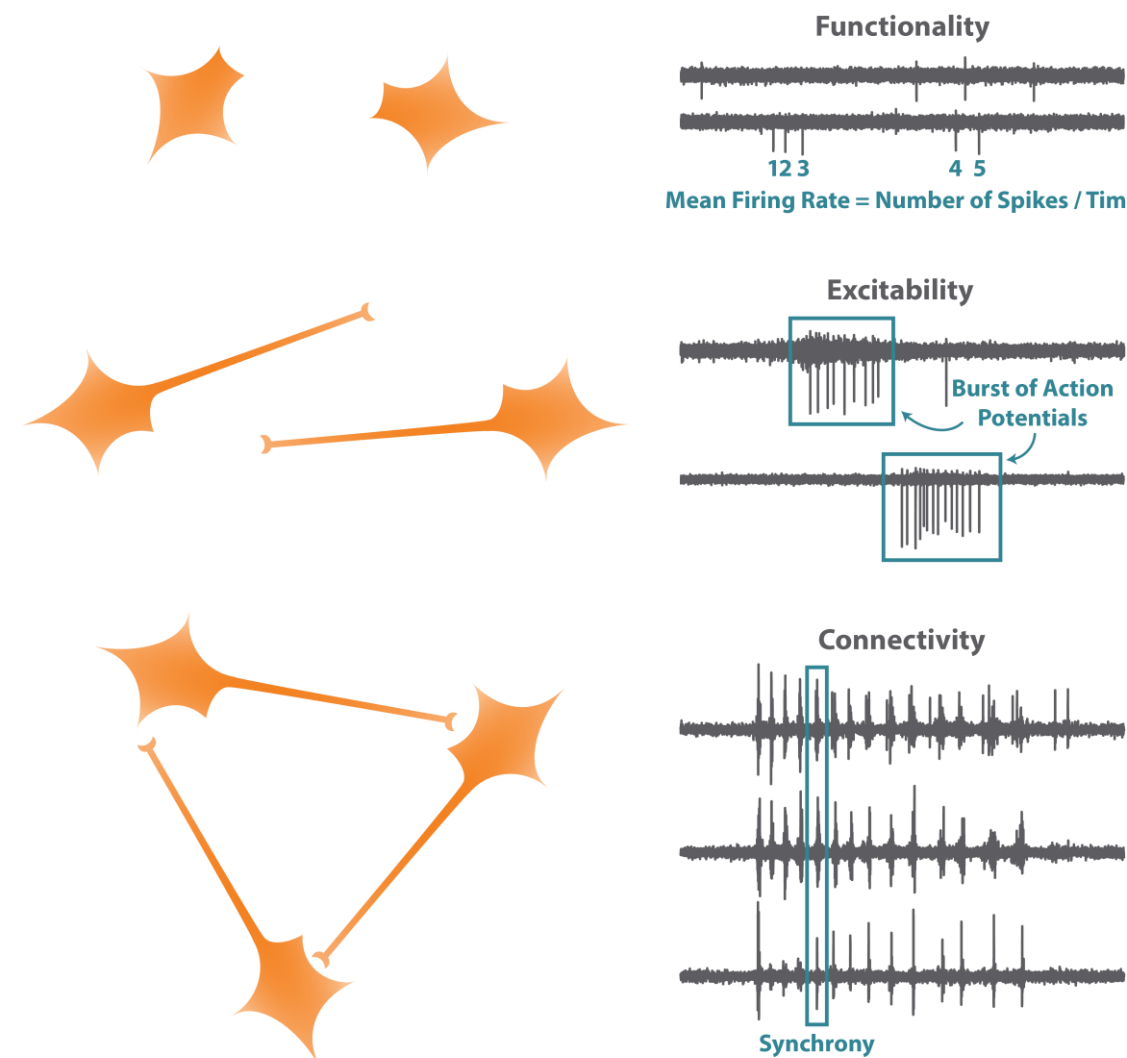 Functionality
12 3 4 5
Mean Firing Rate = Number of Spikes / Tim
Excitability
Burst of Action
Potentials
Connectivity
Synchrony